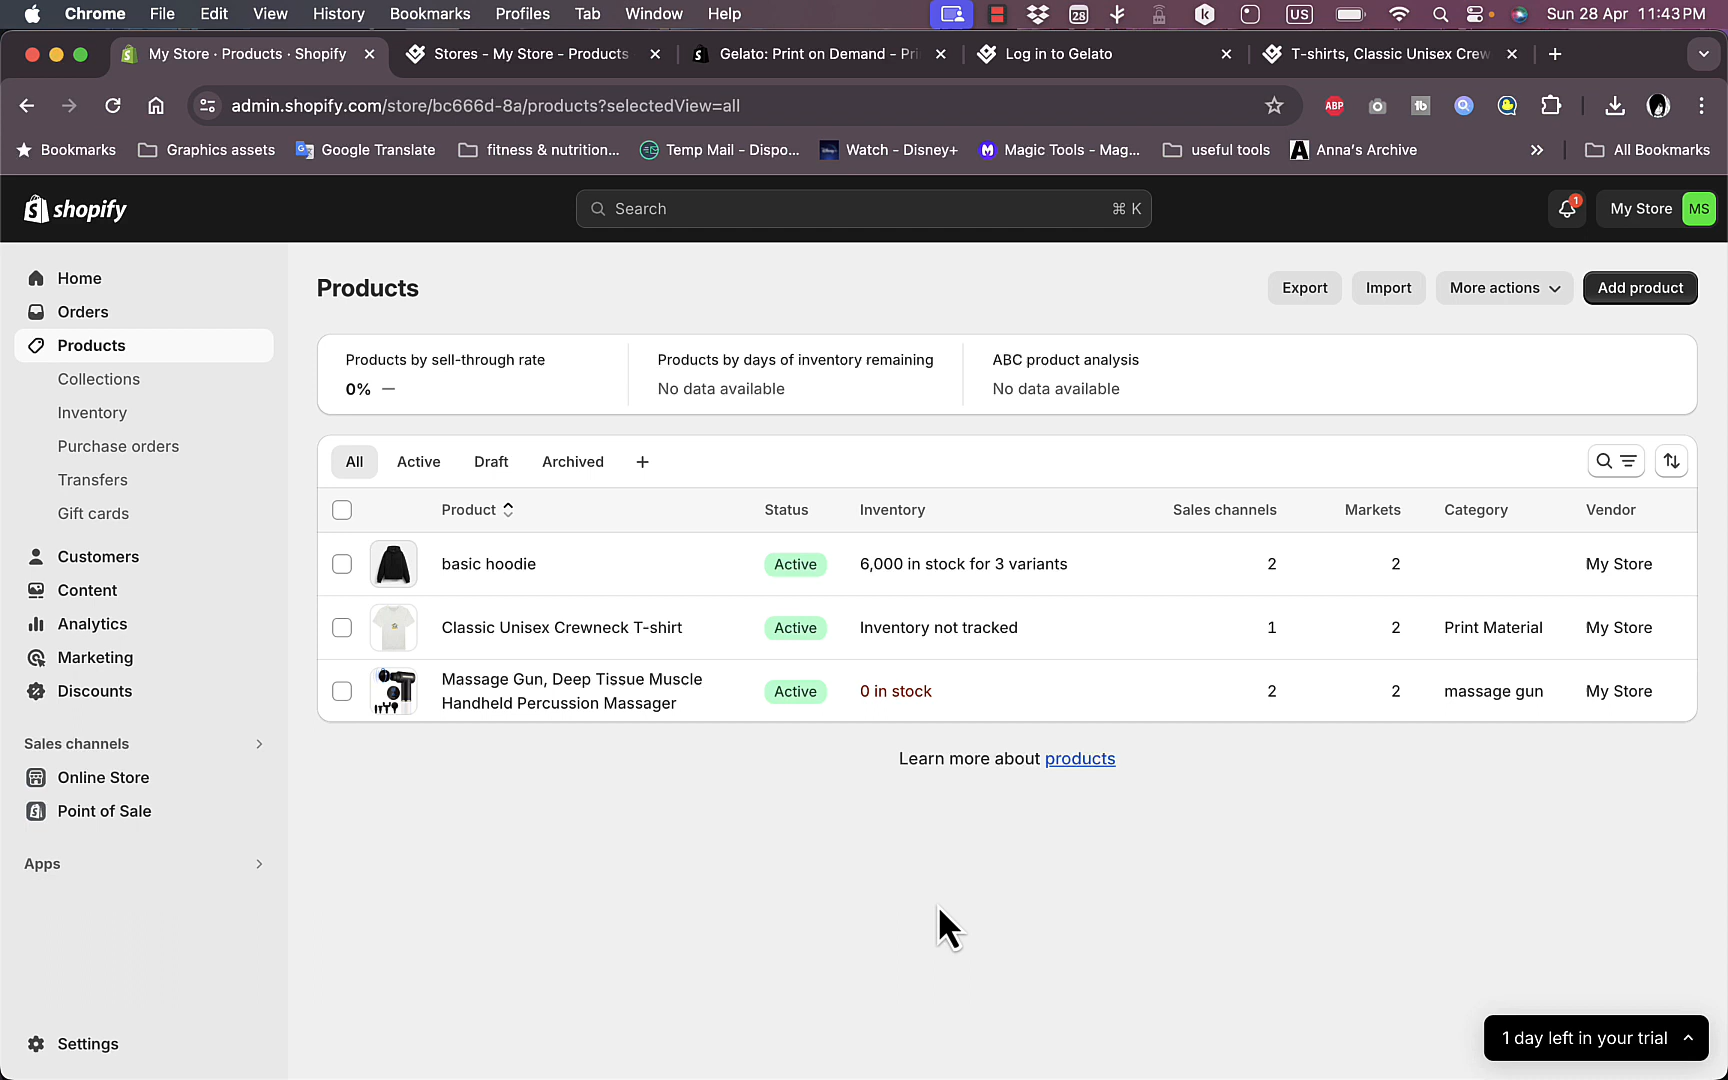 Chrome File Edit View History Bookmarks Profiles Tab Window Help 28 US Sun 28 Apr 11:43 PM
My Store · Products · Shopify Stores - My Store - Products Gelato: Print on Demand - Pri Log in to Gelato T-shirts, Classic Unisex Crew
admin.shopify.com/store/bc666d-8a/products?selectedView=all ABP tb
Bookmarks Graphics assets Google Translate fitness & nutrition... Temp Mail - Dispo... Watch - Disney+ Magic Tools - Mag... useful tools Anna's Archive All Bookmarks
shopify Search ⌘ K 1 My Store MS
Home
Orders
Products
Collections
Inventory
Purchase orders
Transfers
Gift cards
Customers
Content
Analytics
Marketing
Discounts
Sales channels
Online Store
Point of Sale
Apps
Settings
Products Export Import More actions Add product
Products by sell-through rate Products by days of inventory remaining ABC product analysis
0% — No data available No data available
All Active Draft Archived +
Product Status Inventory Sales channels Markets Category Vendor
basic hoodie Active 6,000 in stock for 3 variants 2 2 My Store
Classic Unisex Crewneck T-shirt Active Inventory not tracked 1 2 Print Material My Store
Massage Gun, Deep Tissue Muscle
Handheld Percussion Massager Active 0 in stock 2 2 massage gun My Store
Learn more about products
1 day left in your trial